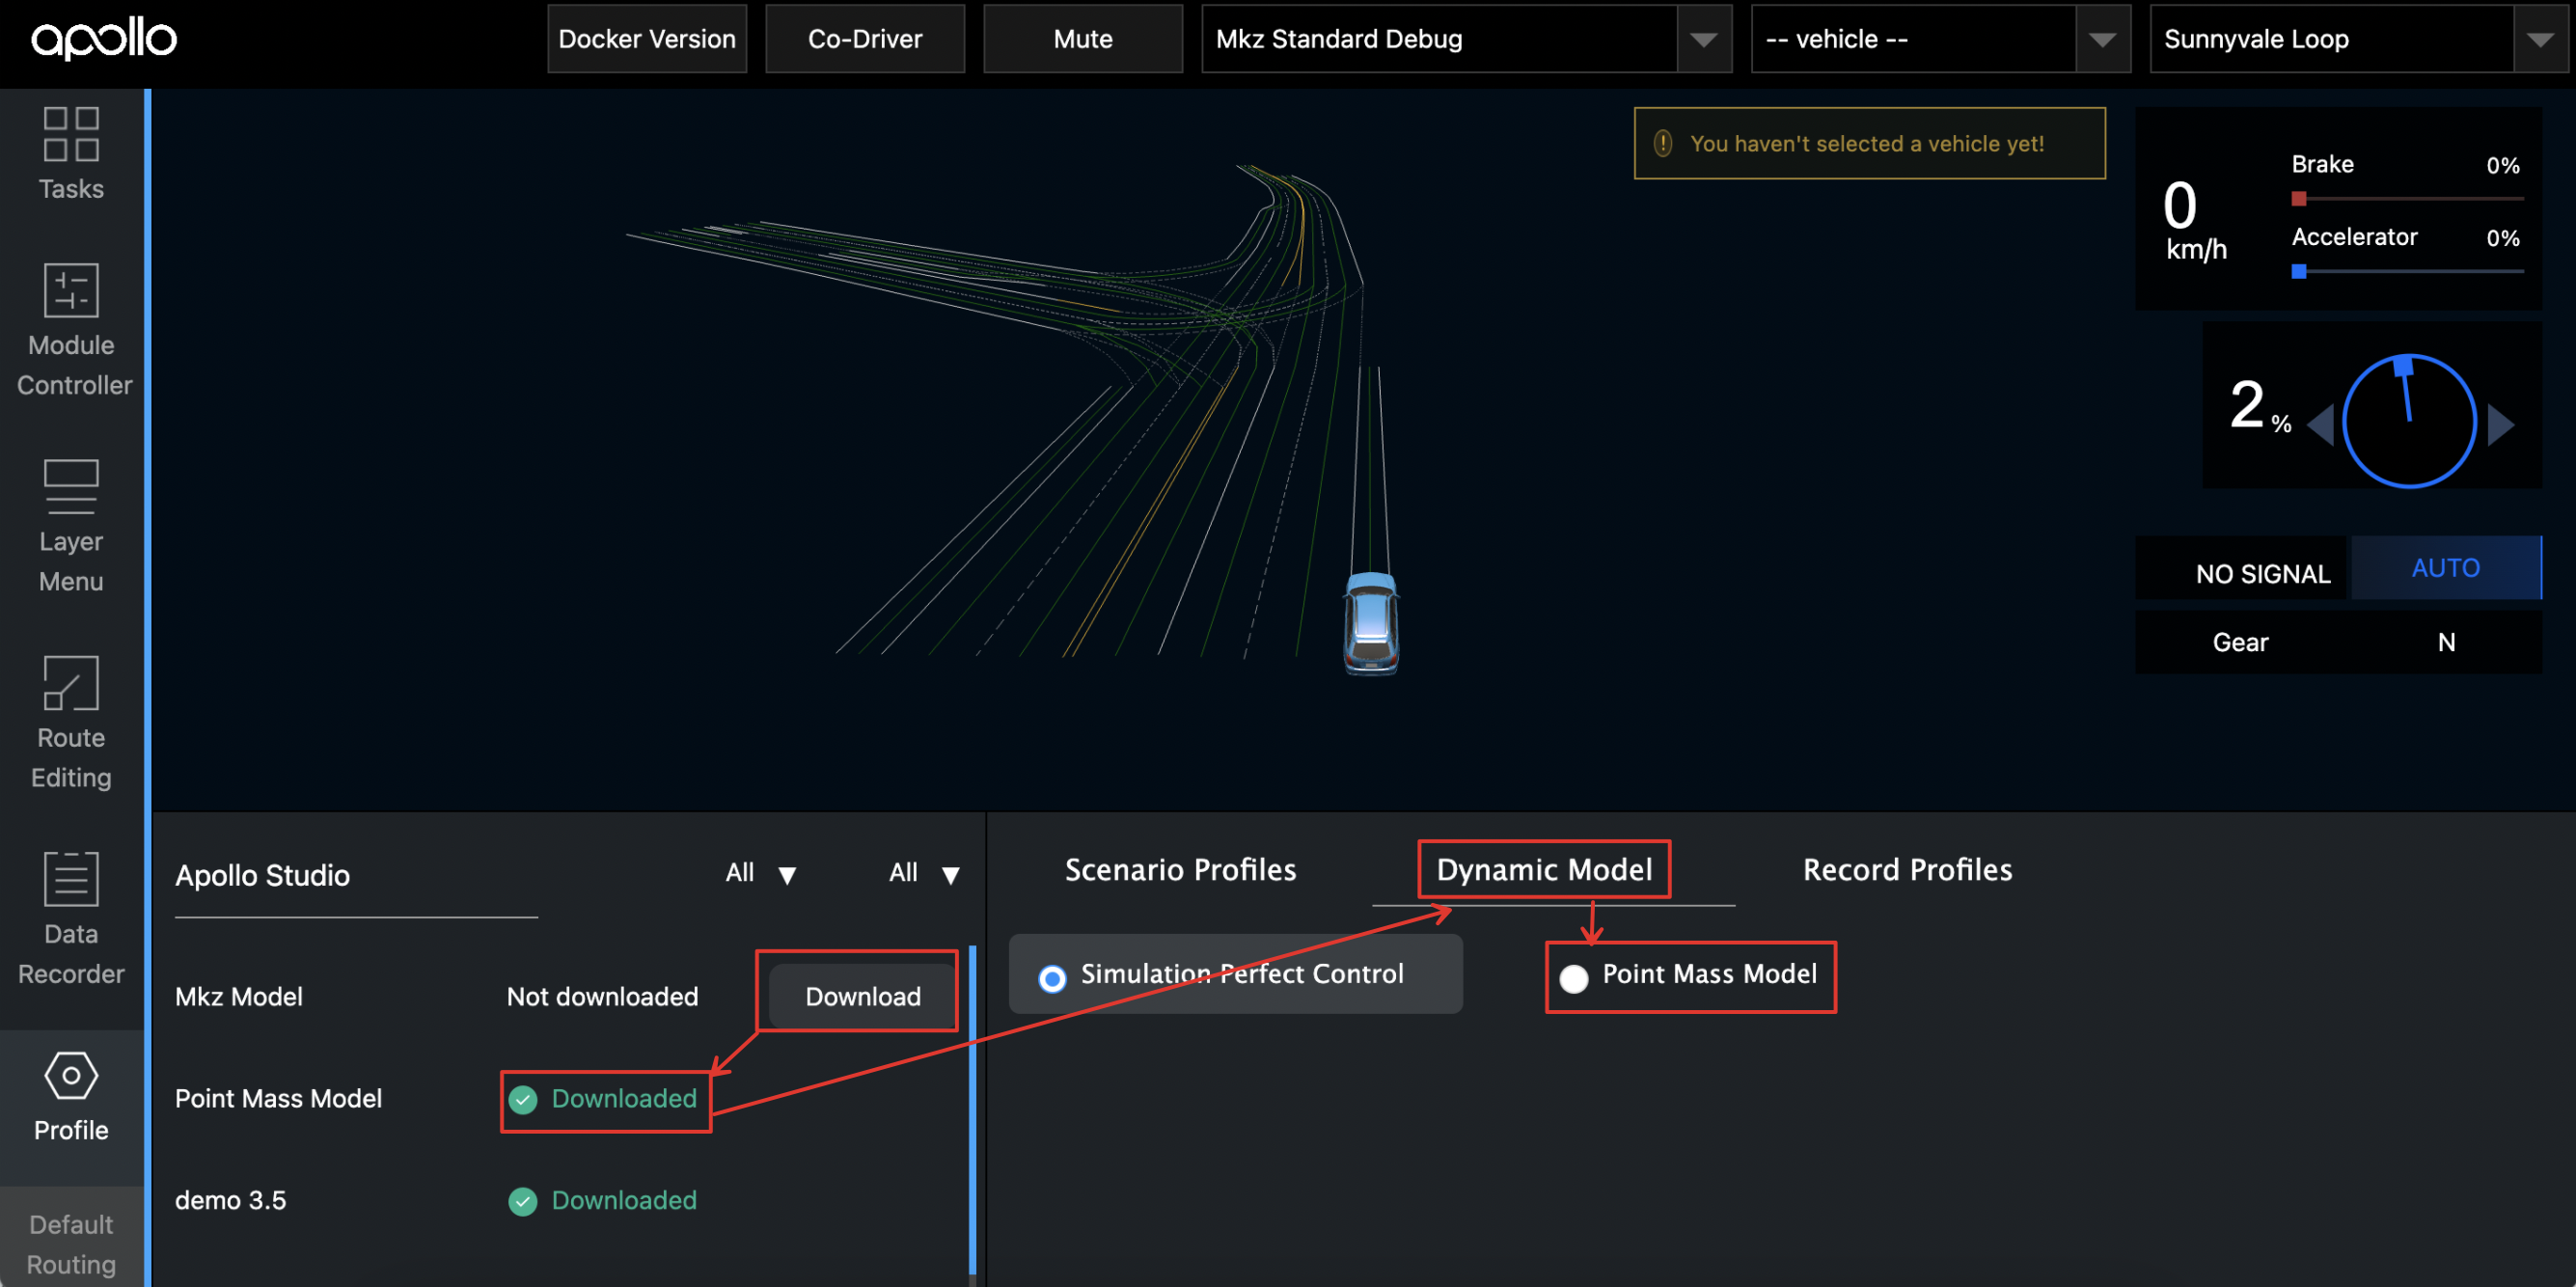 apollo
Docker Version
Co-Driver
Mute
Mkz Standard Debug
-- vehicle --
Sunnyvale Loop
Tasks
Module
Controller
Layer
Menu
Route
Editing
Data
Recorder
Profile
Default
Routing
You haven't selected a vehicle yet!
0
km/h
Brake 0%
Accelerator 0%
2 %
NO SIGNAL AUTO
Gear N
Apollo Studio All All
Mkz Model Not downloaded Download
Point Mass Model Downloaded
demo 3.5 Downloaded
Scenario Profiles Dynamic Model Record Profiles
Simulation Perfect Control Point Mass Model